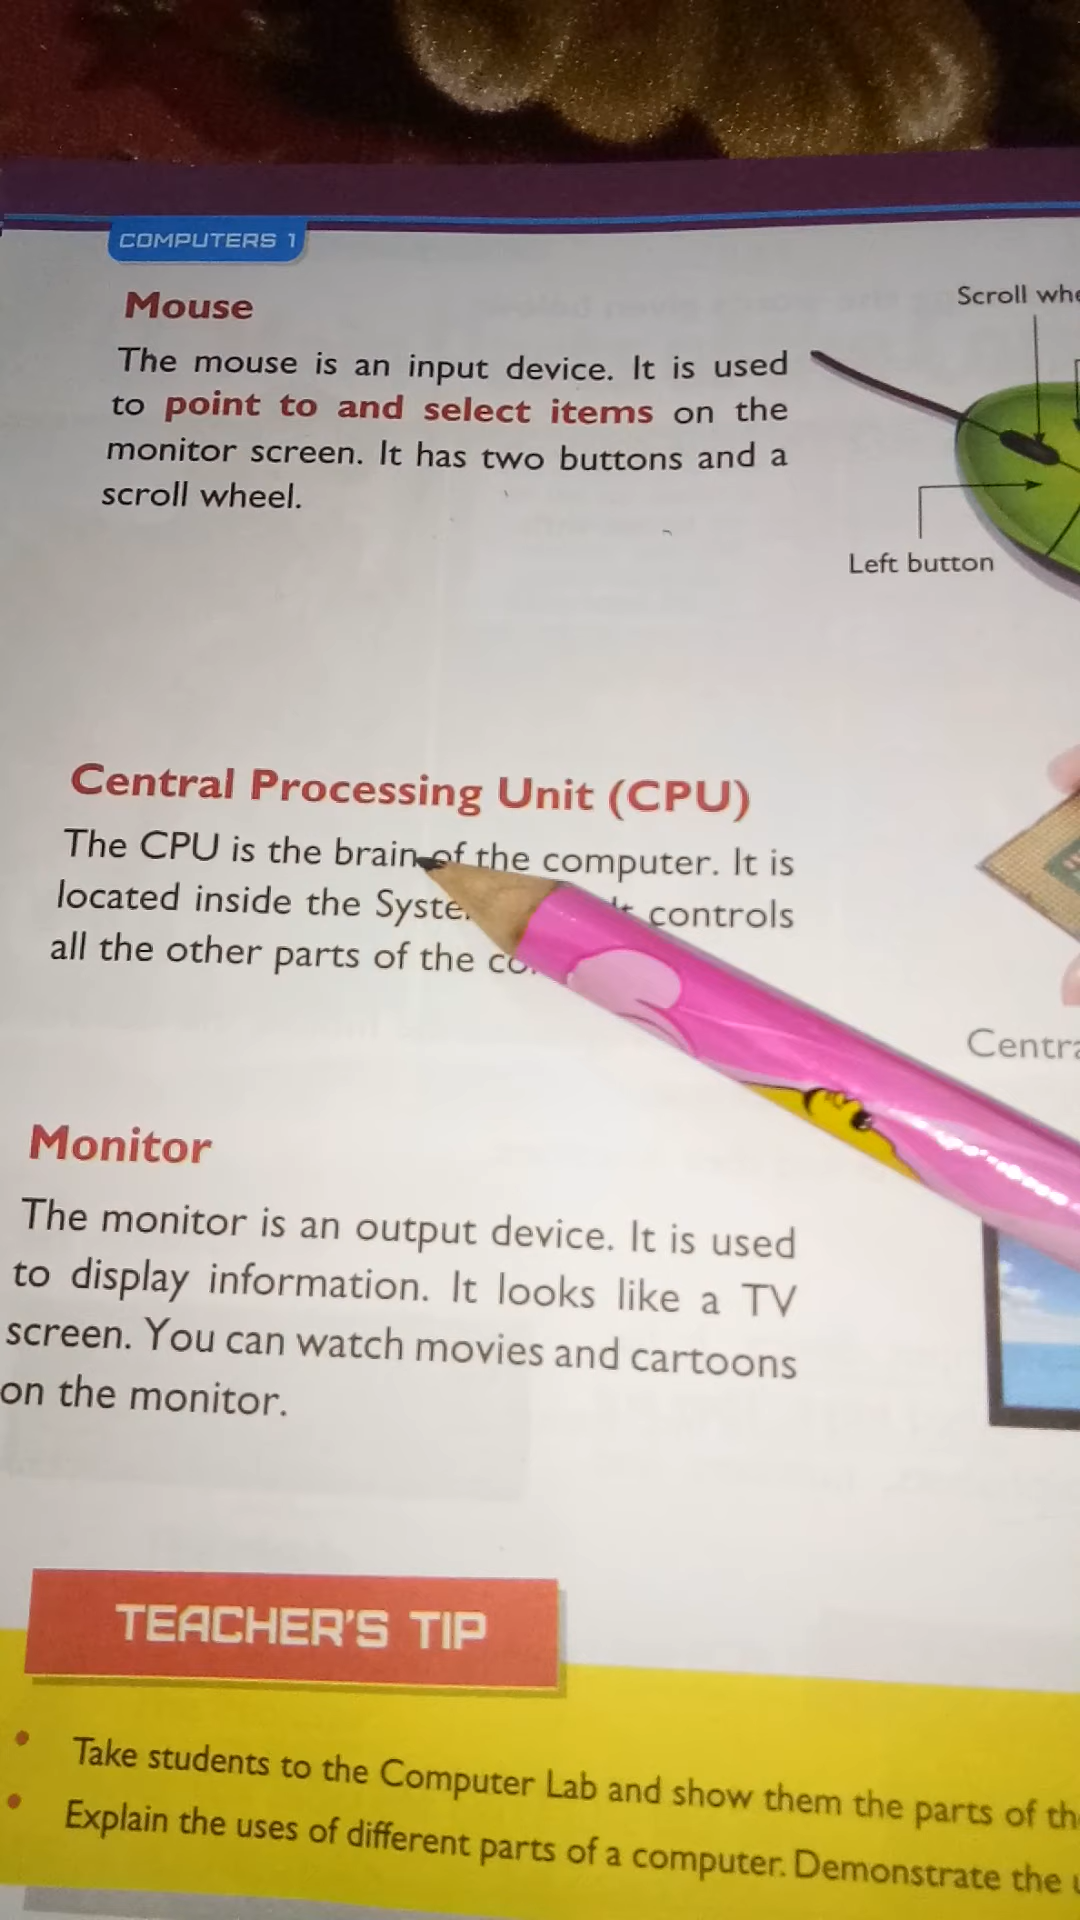 COMPUTERS 1
Mouse
Scroll
The mouse is an input device. It is used
to point to and select items on the
monitor screen. It has two buttons and a
scroll wheel.
Left button
Central Processing Unit (CPU)
The CPU is the brain of the computer. It is
located inside the controls
all the other parts of the
Monitor
The monitor is an output device. It is used
to display information. It looks like a TV
screen. You can watch movies and cartoons
on the monitor.
TEACHER'S TIP
• Take students to the Computer Lab and show them the parts of
• Explain the uses of different parts of a computer. Demonstrate the